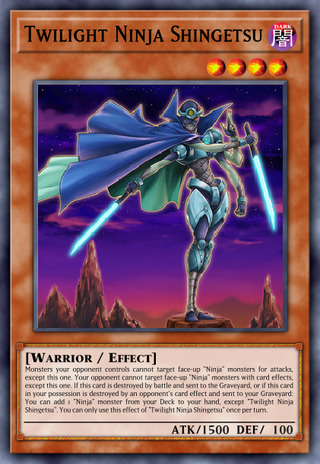 Twilight Ninja Shingetsu
DARK
闇
[Warrior / Effect]
Monsters your opponent controls cannot target face-up "Ninja" monsters for attacks,
except this one. Your opponent cannot target face-up "Ninja" monsters with card effects,
except this one. If this card is destroyed by battle and sent to the Graveyard, or if this card
in your possession is destroyed by an opponent's card effect and sent to your Graveyard:
You can add 1 "Ninja" monster from your Deck to your hand, except "Twilight Ninja
Shingetsu". You can only use this effect of "Twilight Ninja Shingetsu" once per turn.
ATK/1500 DEF/ 100